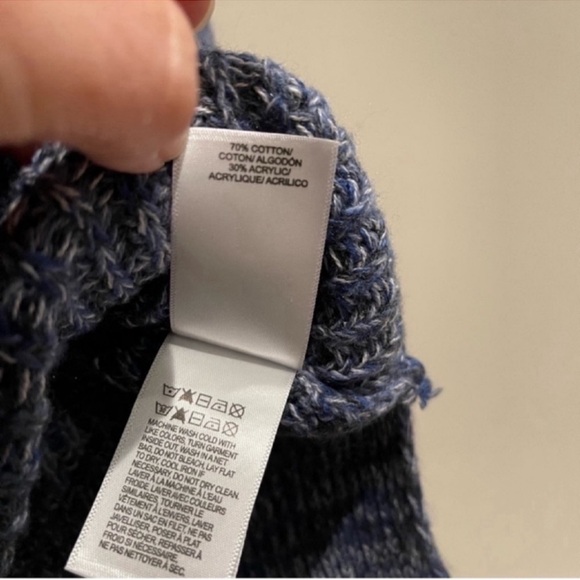 70% COTTON/
COTON/ ALGODÓN
30% ACRYLIC/
ACRYLIQUE/ ACRILICO
MACHINE WASH COLD WITH
LIKE COLORS, TURN GARMENT
INSIDE OUT, WASH IN A NET
BAG, DO NOT BLEACH, LAY FLAT
TO DRY, COOL IRON IF
NECESSARY. DO NOT DRY CLEAN.
LAVER À LA MACHINE À L'EAU
FROIDE, LAVER AVEC COULEURS
SIMILAIRES, TOURNER LE
VÊTEMENT À L'ENVERS, LAVER
DANS UN SAC EN FILET, NE PAS
JAVELLISER, POSER À PLAT
POUR SÉCHER, REPASSER À
FROID SI NÉCESSAIRE.
NE PAS NETTOYER À SEC.